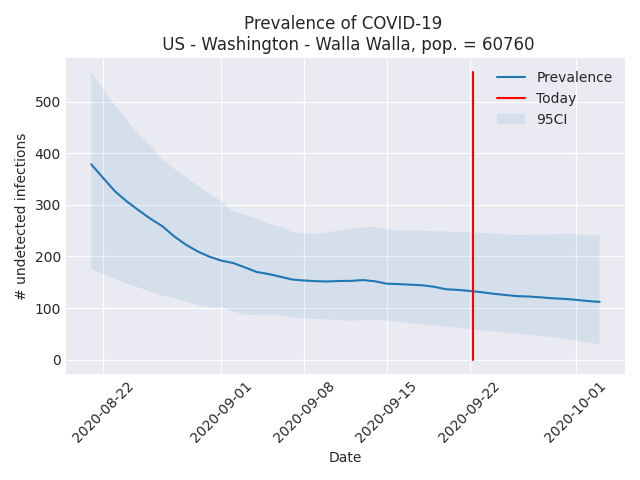 Prevalence of COVID-19
US - Washington - Walla Walla, pop. = 60760
Prevalence
Today
95CI
# undetected infections
500
400
300
200
100
0
2020-08-22
2020-09-01
2020-09-08
2020-09-15
2020-09-22
2020-10-01
Date